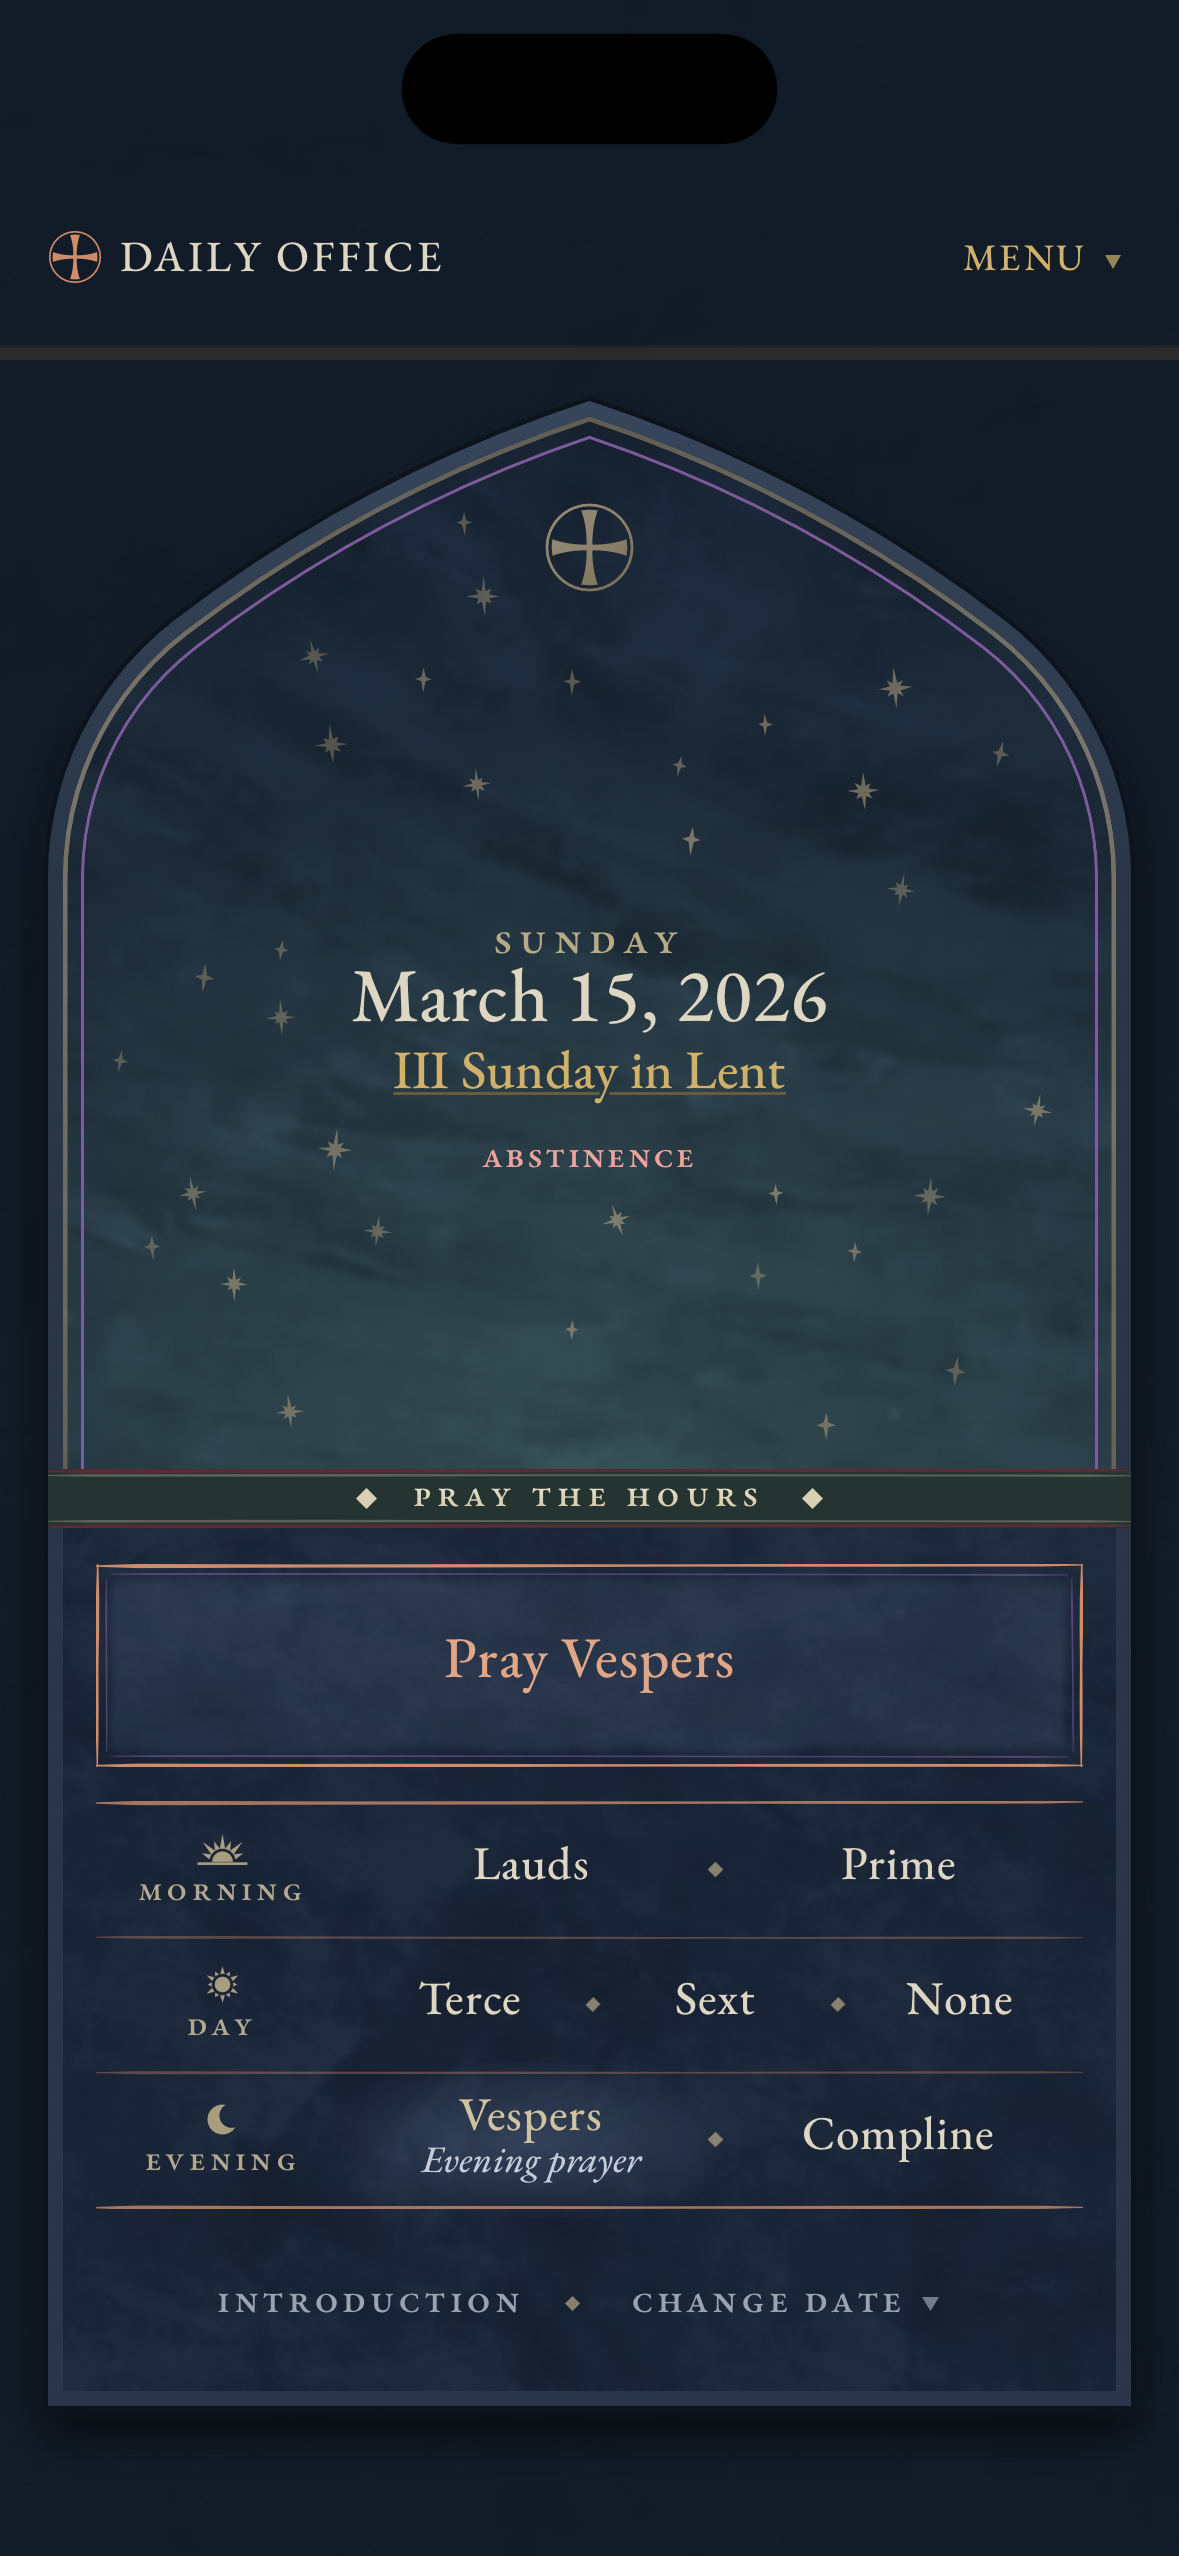 DAILY OFFICE
MENU ▼
SUNDAY
March 15, 2026
III Sunday in Lent
ABSTINENCE
◆ PRAY THE HOURS ◆
Pray Vespers
MORNING
Lauds ◆ Prime
DAY
Terce ◆ Sext ◆ None
EVENING
Vespers
Evening prayer
◆ Compline
INTRODUCTION ◆ CHANGE DATE ▼